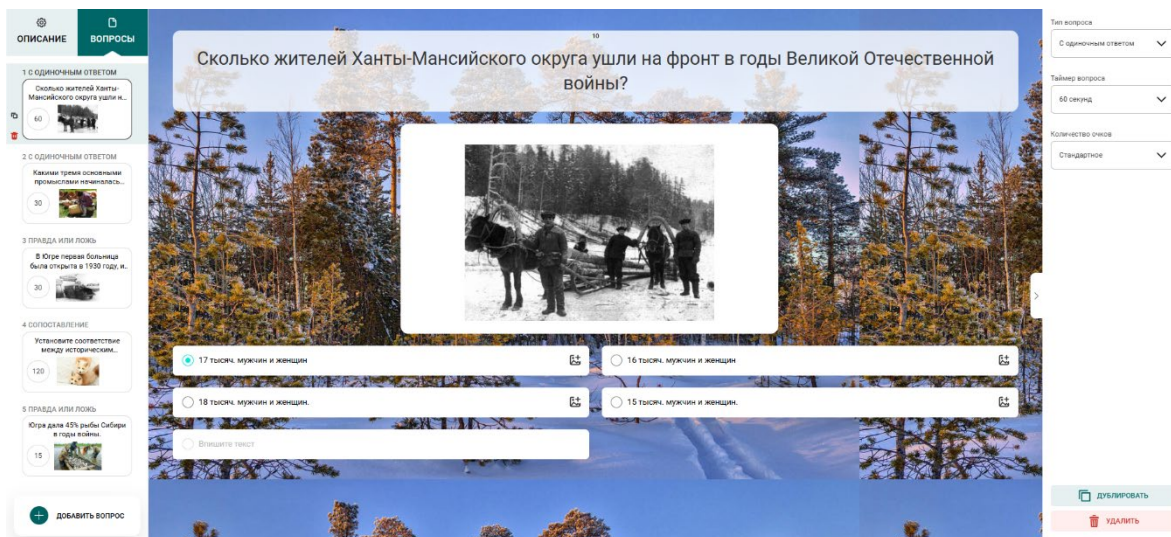 ОПИСАНИЕ
ВОПРОСЫ
1 С ОДИНОЧНЫМ ОТВЕТОМ
Сколько жителей Ханты-
Мансийского округа ушли н...
60
2 С ОДИНОЧНЫМ ОТВЕТОМ
Какими тремя основными
промыслами начиналась...
30
3 ПРАВДА ИЛИ ЛОЖЬ
В Югре первая больница
была открыта в 1930 году, и..
30
4 СОПОСТАВЛЕНИЕ
Установите соответствие
между историческим...
120
5 ПРАВДА ИЛИ ЛОЖЬ
Югра дала 45% рыбы Сибири
в годы войны.
15
ДОБАВИТЬ ВОПРОС
10
Сколько жителей Ханты-Мансийского округа ушли на фронт в годы Великой Отечественной
войны?
17 тысяч. мужчин и женщин
16 тысяч. мужчин и женщин
18 тысяч. мужчин и женщин.
15 тысяч. мужчин и женщин.
Впишите текст
Тип вопроса
С одиночным ответом
Таймер вопроса
60 секунд
Количество очков
Стандартное
ДУБЛИРОВАТЬ
УДАЛИТЬ